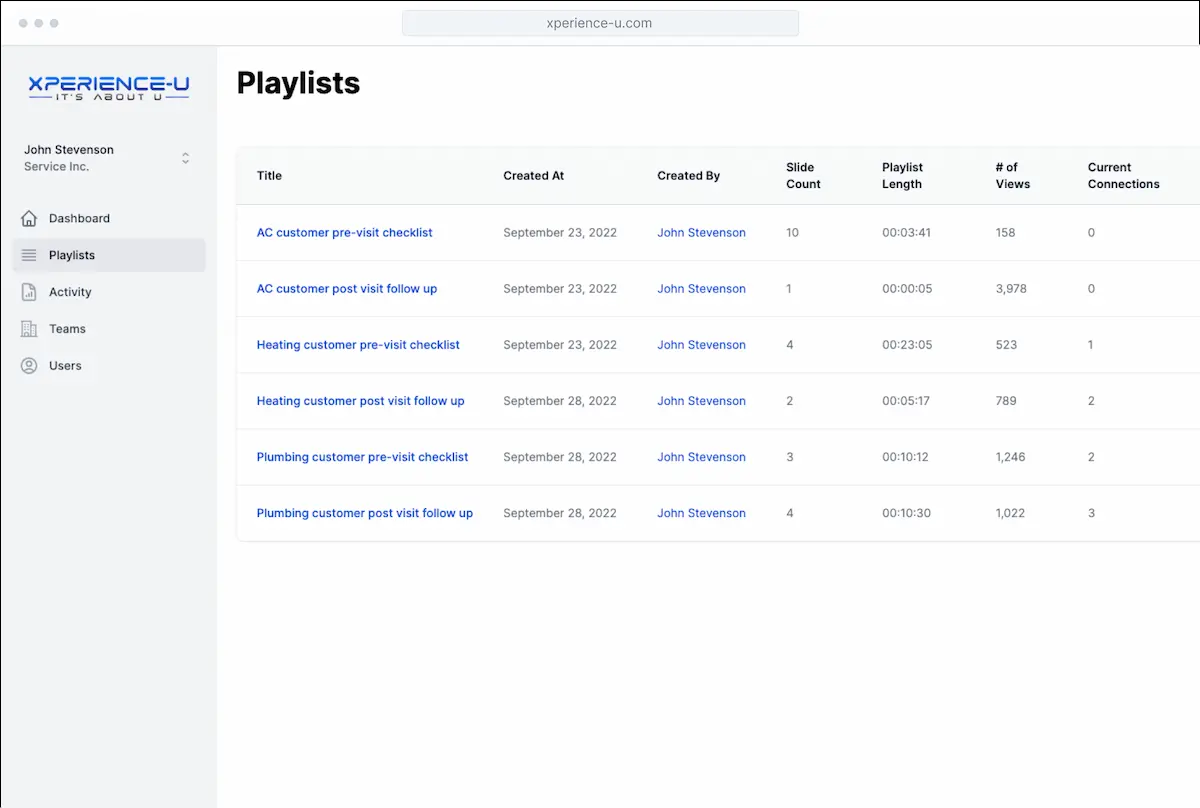 xperience-u.com
XPERIENCE-U
IT'S ABOUT U
John Stevenson
Service Inc.
Dashboard
Playlists
Activity
Teams
Users
Playlists
Title Created At Created By Slide Count Playlist Length # of Views Current Connections
AC customer pre-visit checklist September 23, 2022 John Stevenson 10 00:03:41 158 0
AC customer post visit follow up September 23, 2022 John Stevenson 1 00:00:05 3,978 0
Heating customer pre-visit checklist September 23, 2022 John Stevenson 4 00:23:05 523 1
Heating customer post visit follow up September 28, 2022 John Stevenson 2 00:05:17 789 2
Plumbing customer pre-visit checklist September 28, 2022 John Stevenson 3 00:10:12 1,246 2
Plumbing customer post visit follow up September 28, 2022 John Stevenson 4 00:10:30 1,022 3